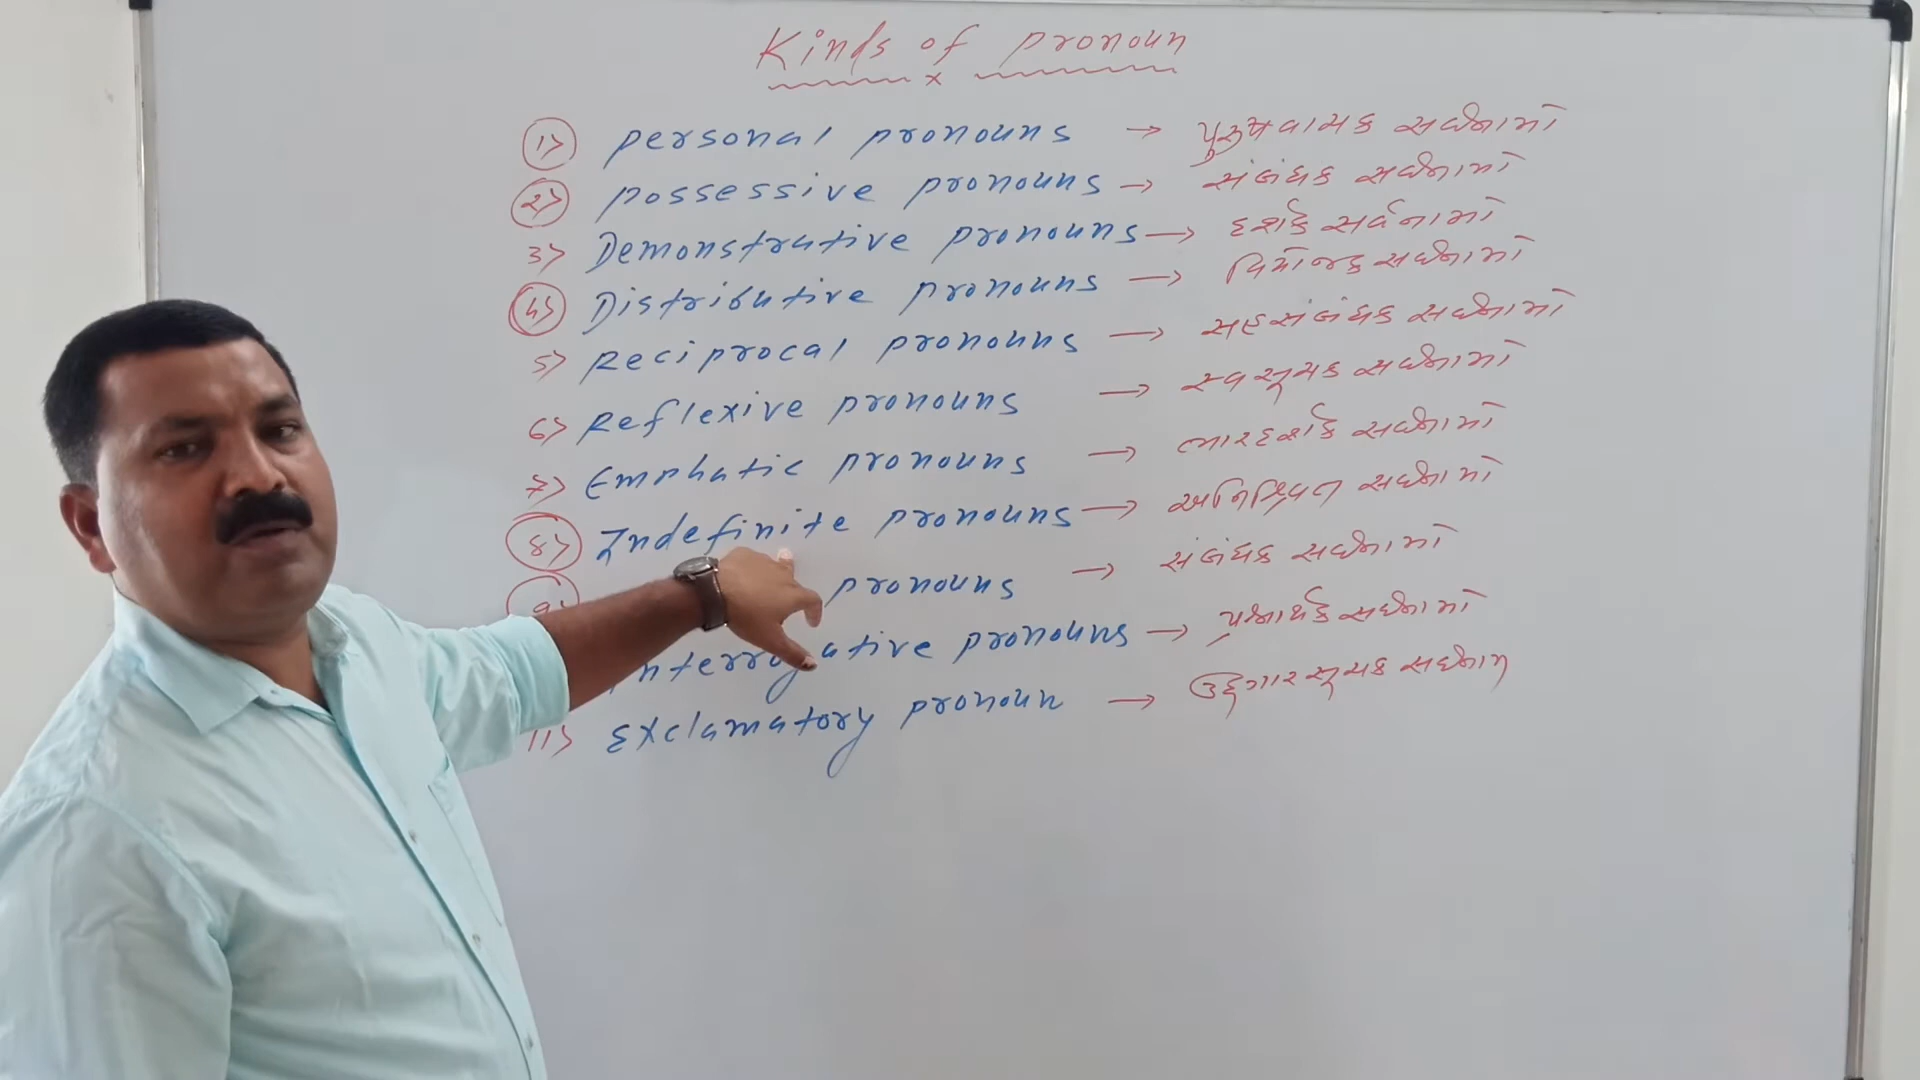 Kinds of pronoun
x
1> personal pronouns → પુરુષવાચક સર્વનામો
2> possessive pronouns → સંબંધક સર્વનામો
3> Demonstrative pronouns → દર્શક સર્વનામો
4> Distributive pronouns → વિભાજક સર્વનામો
5> Reciprocal pronouns → સહસંબંધક સર્વનામો
6> Reflexive pronouns → સ્વસૂચક સર્વનામો
7> Emphatic pronouns → ભારદર્શક સર્વનામો
8> Indefinite pronouns → અનિશ્ચિત સર્વનામો
9> pronouns → સંબંધક સર્વનામો
nterrogative pronouns → પ્રશ્નાર્થક સર્વનામો
11> Exclamatory pronoun → ઉદ્દગારસૂચક સર્વનામ